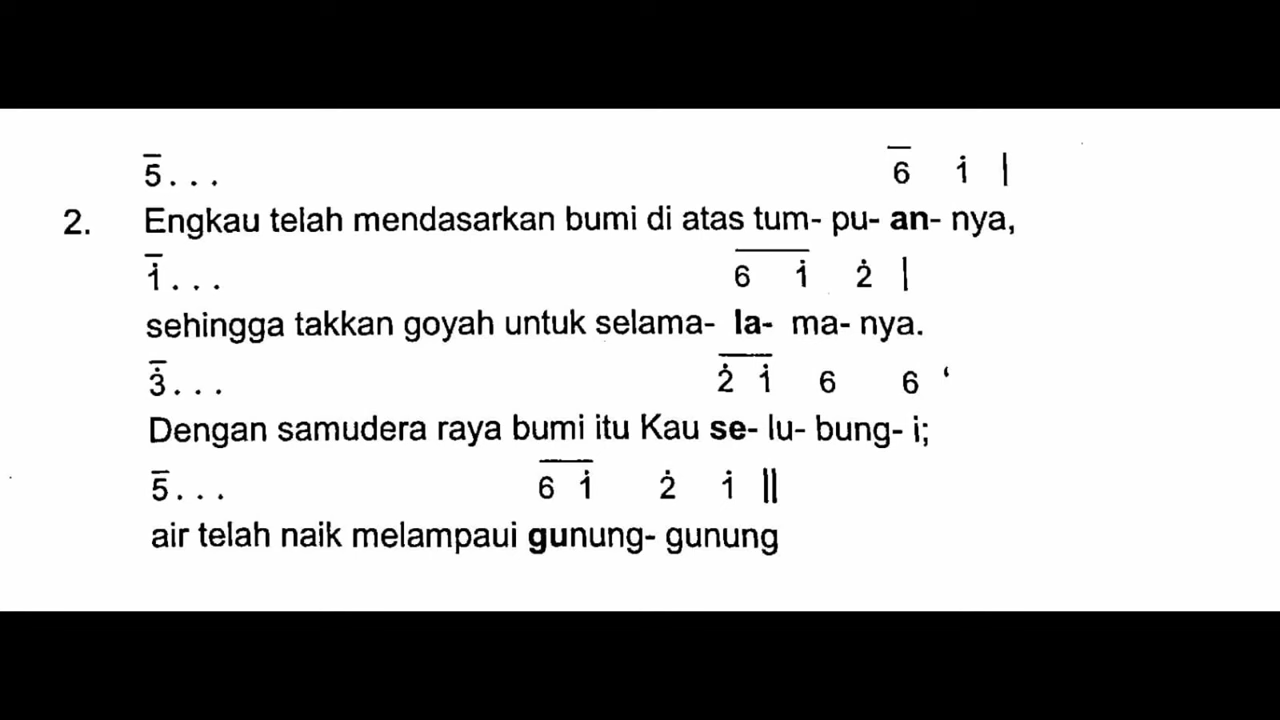 5̅. . . 6̅ i̇ |
2. Engkau telah mendasarkan bumi di atas tum- pu- an- nya,
i̅. . . 6̅ i̅ 2̇ |
sehingga takkan goyah untuk selama- la- ma- nya.
3̇̅. . . 2̇̅ 1̇̅ 6 6 ‘
Dengan samudera raya bumi itu Kau se- lu- bung- i;
5̅. . . 6̅ 1̇̅ 2̇ 1̇ ||
air telah naik melampaui gunung- gunung